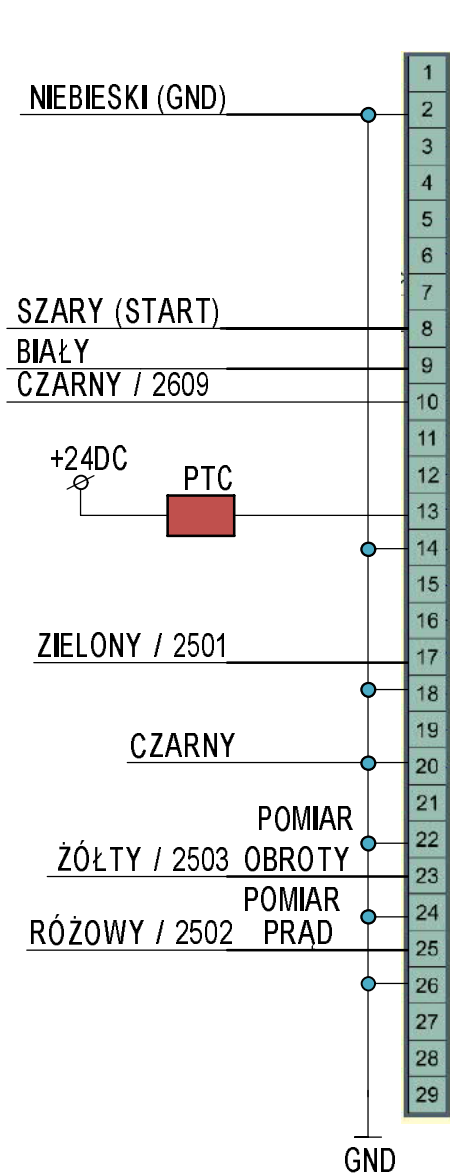 1
NIEBIESKI (GND)
2
3
4
5
6
7
SZARY (START)
8
BIAŁY
9
CZARNY / 2609
10
11
+24DC
PTC
12
13
14
15
16
ZIELONY / 2501
17
18
19
CZARNY
20
21
POMIAR
22
ŻÓŁTY / 2503 OBROTY
23
POMIAR
24
RÓŻOWY / 2502 PRĄD
25
26
27
28
29
GND